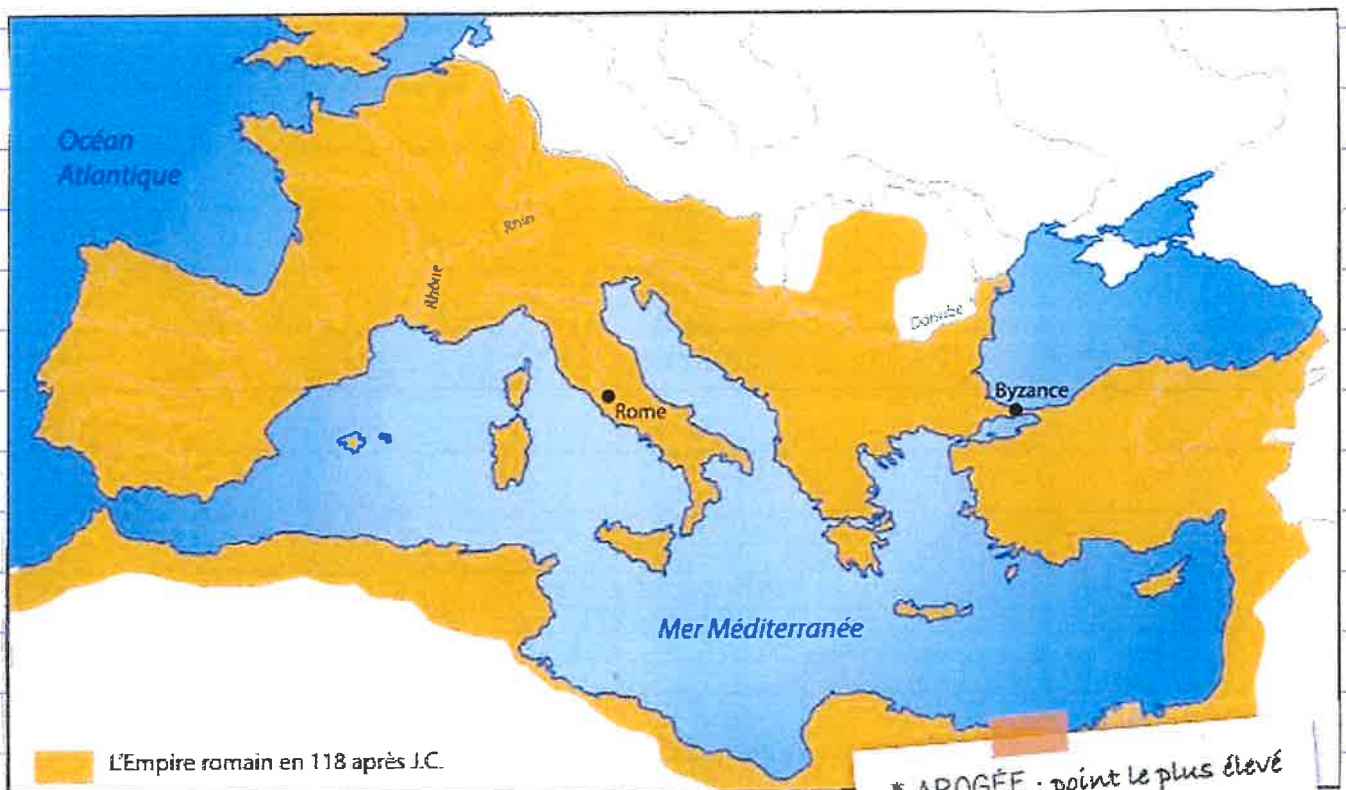 Océan
Atlantique
Rhin
Rhône
Danube
Byzance
Rome
Mer Méditerranée
L'Empire romain en 118 après J.C.
* APOGÉE : point le plus élevé